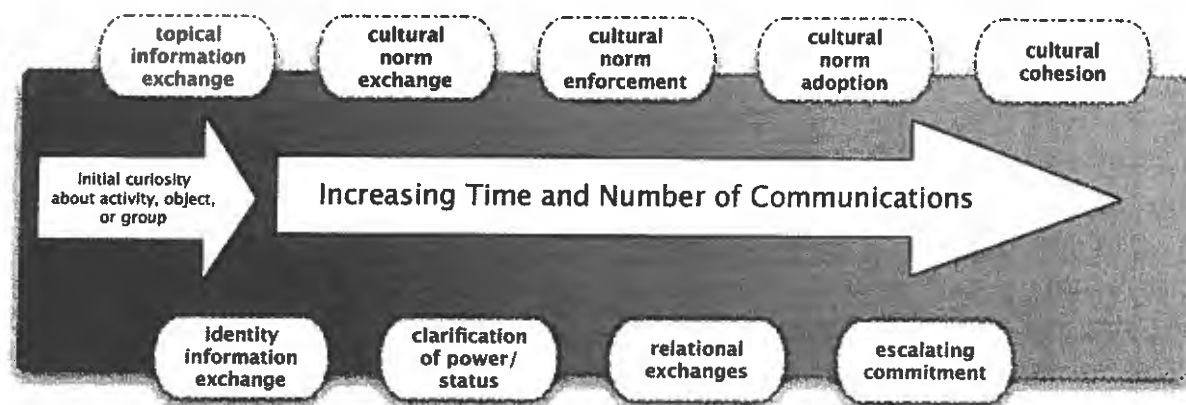 topical
information
exchange
cultural
norm
exchange
cultural
norm
enforcement
cultural
norm
adoption
cultural
cohesion
Initial curiosity
about activity, object,
or group
Increasing Time and Number of Communications
identity
information
exchange
clarification
of power/
status
relational
exchanges
escalating
commitment